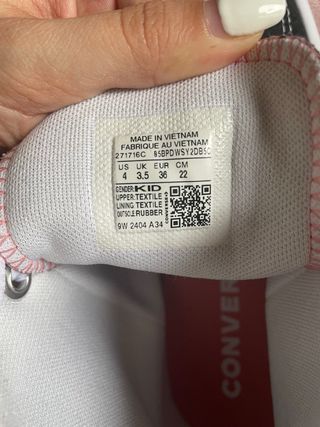 MADE IN VIETNAM
FABRIQUE AU VIETNAM
271716C
US UK EUR CM
4 3.5 36 22
GENDER: KID
UPPER: TEXTILE
LINING: TEXTILE
OUTSOLE: RUBBER
9W 2404 A34
CONVERSE
CONVERS